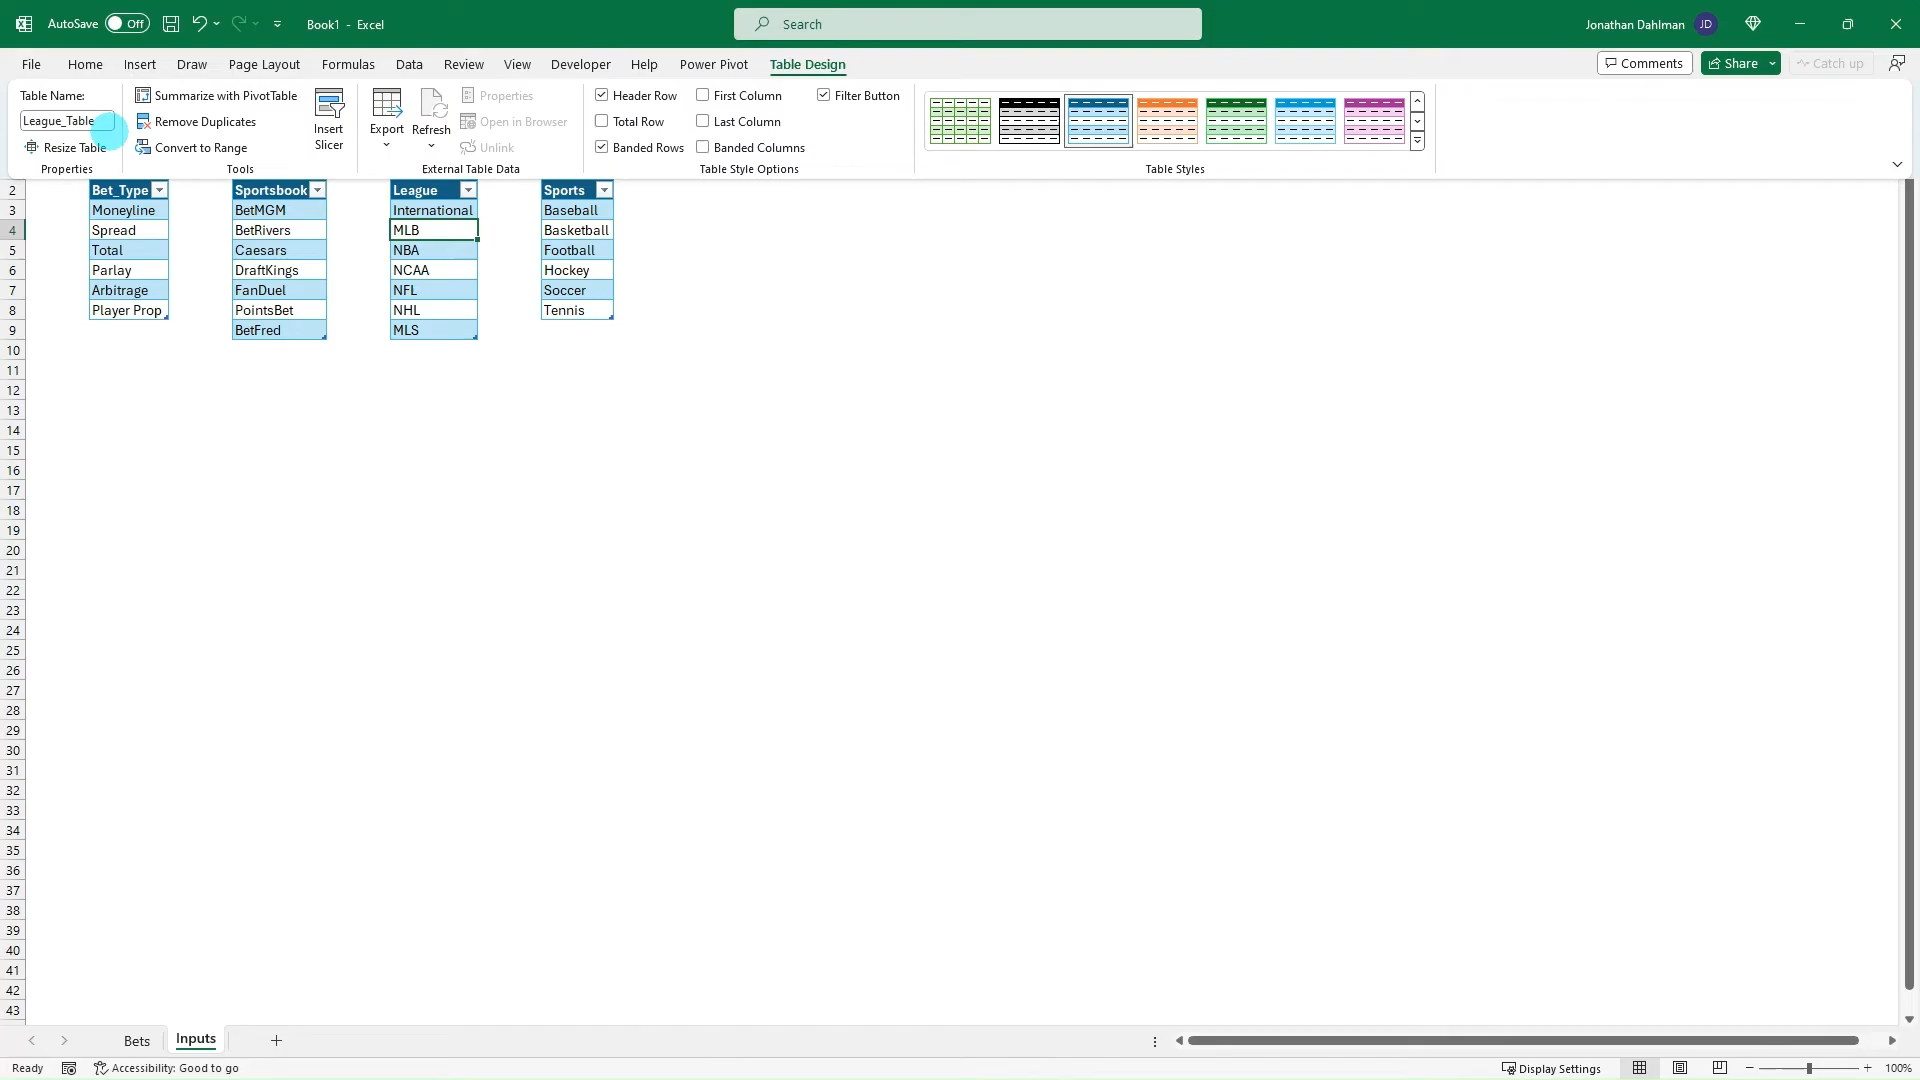 AutoSave Off Book1 - Excel Search Jonathan Dahlman JD
File Home Insert Draw Page Layout Formulas Data Review View Developer Help Power Pivot Table Design Comments Share Catch up
Table Name:
League_Table
Resize Table
Properties
Summarize with PivotTable
Remove Duplicates
Convert to Range
Insert
Slicer
Tools
Export
Refresh
Properties
Open in Browser
Unlink
External Table Data
Header Row First Column Filter Button
Total Row Last Column
Banded Rows Banded Columns
Table Style Options
Table Styles
2 Bet_Type Sportsbook League Sports
3 Moneyline BetMGM International Baseball
4 Spread BetRivers MLB Basketball
5 Total Caesars NBA Football
6 Parlay DraftKings NCAA Hockey
7 Arbitrage FanDuel NFL Soccer
8 Player Prop PointsBet NHL Tennis
9 BetFred MLS
10
11
12
13
14
15
16
17
18
19
20
21
22
23
24
25
26
27
28
29
30
31
32
33
34
35
36
37
38
39
40
41
42
43
Bets Inputs
Ready Accessibility: Good to go Display Settings 100%